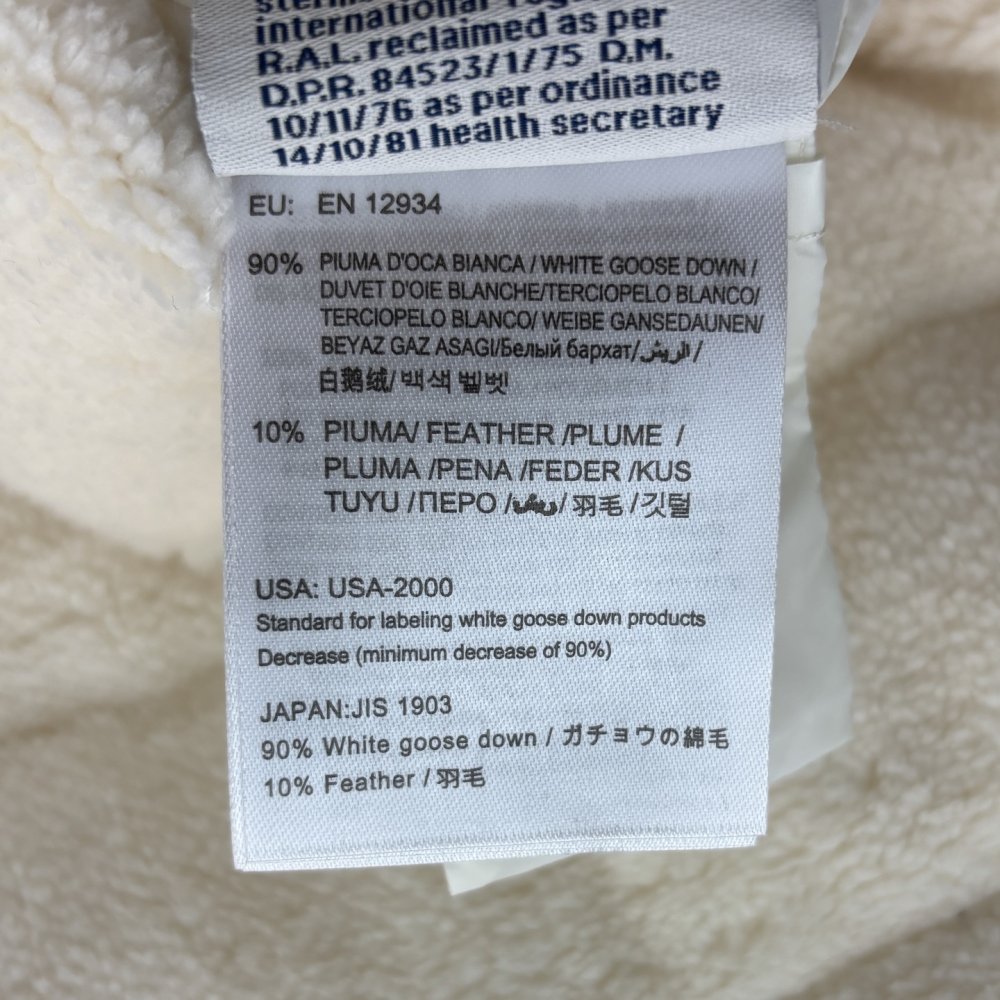 international
R.A.L. reclaimed as per
D.P.R. 84523/1/75 D.M.
10/11/76 as per ordinance
14/10/81 health secretary
EU: EN 12934
90% PIUMA D'OCA BIANCA / WHITE GOOSE DOWN /
DUVET D'OIE BLANCHE/TERCIOPELO BLANCO/
TERCIOPELO BLANCO/ WEIBE GANSEDAUNEN/
BEYAZ GAZ ASAGI/Белый бархат/الريش/
白鹅绒/ 백색 벨벳
10% PIUMA/ FEATHER /PLUME /
PLUMA /PENA /FEDER /KUS
TUYU /ПЕРО / / 羽毛 /깃털
USA: USA-2000
Standard for labeling white goose down products
Decrease (minimum decrease of 90%)
JAPAN:JIS 1903
90% White goose down / ガチョウの綿毛
10% Feather / 羽毛